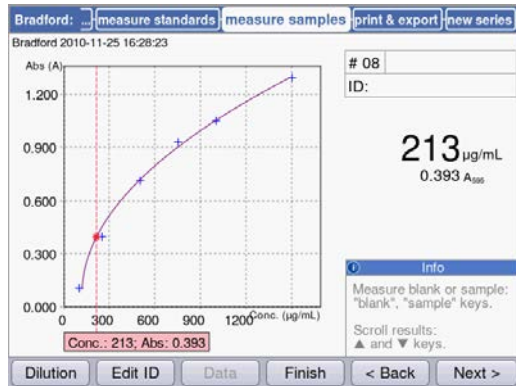 Bradford: ... measure standards measure samples print & export new series
Bradford 2010-11-25 16:28:23
Abs (A)
# 08
ID:
1.200
0.900
213 µg/mL
0.393 A₅₉₅
0.600
0.300
0.000
0 300 600 900 1200 Conc. (µg/mL)
Conc.: 213; Abs: 0.393
Info
Measure blank or sample:
"blank", "sample" keys.
Scroll results:
▲ and ▼ keys.
Dilution Edit ID Data Finish < Back Next >